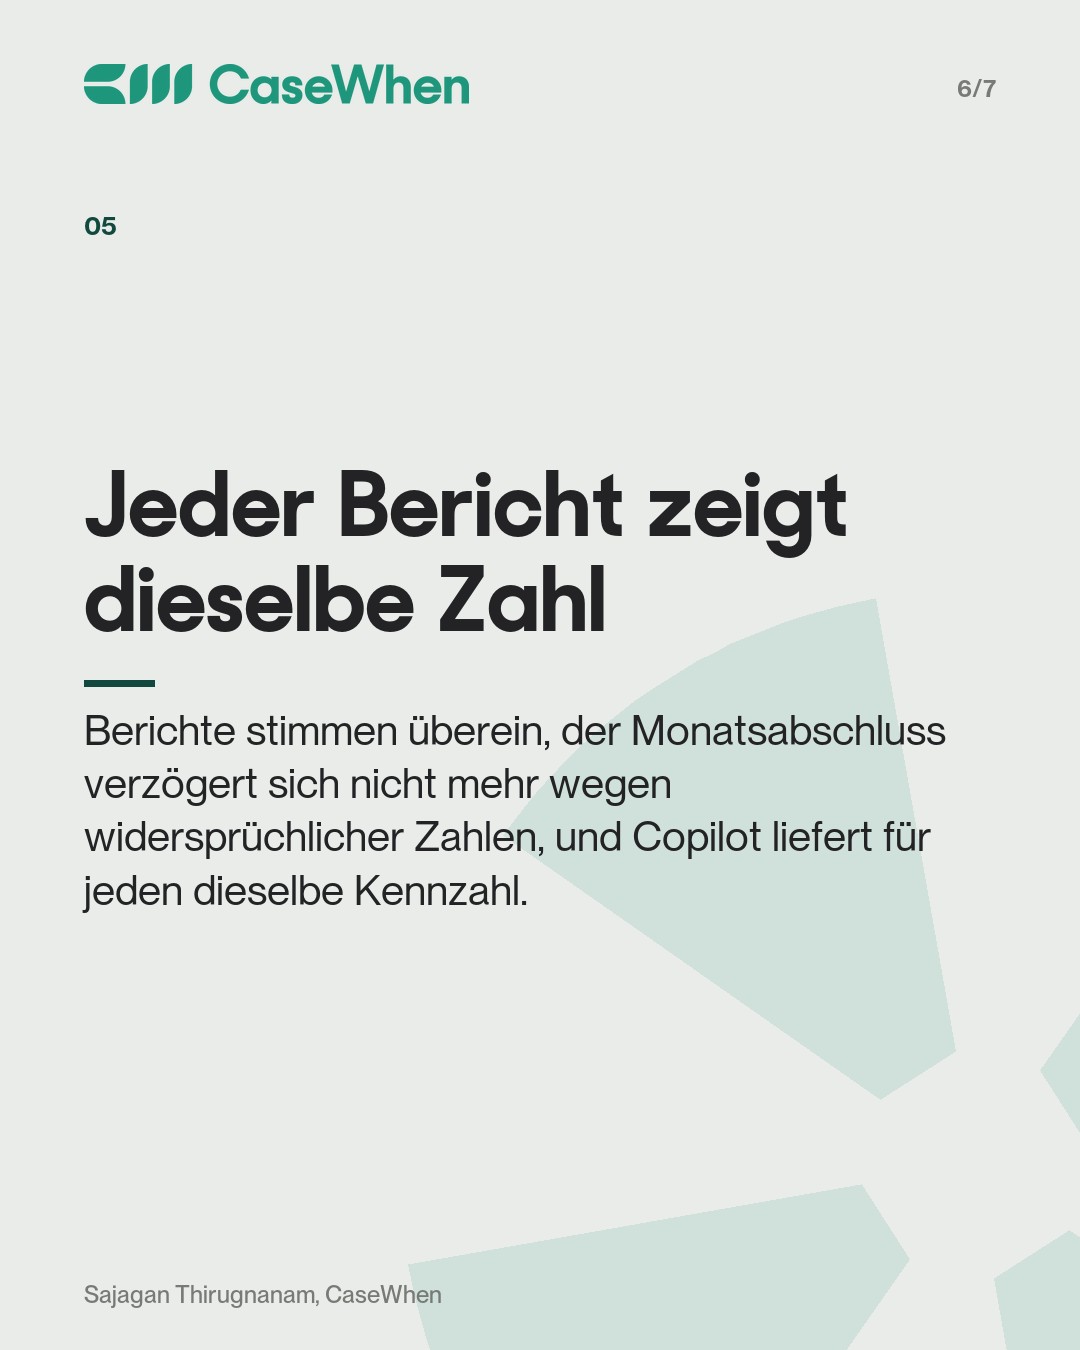 CaseWhen
6/7
05
Jeder Bericht zeigt
dieselbe Zahl
Berichte stimmen überein, der Monatsabschluss
verzögert sich nicht mehr wegen
widersprüchlicher Zahlen, und Copilot liefert für
jeden dieselbe Kennzahl.
Sajagan Thirugnanam, CaseWhen